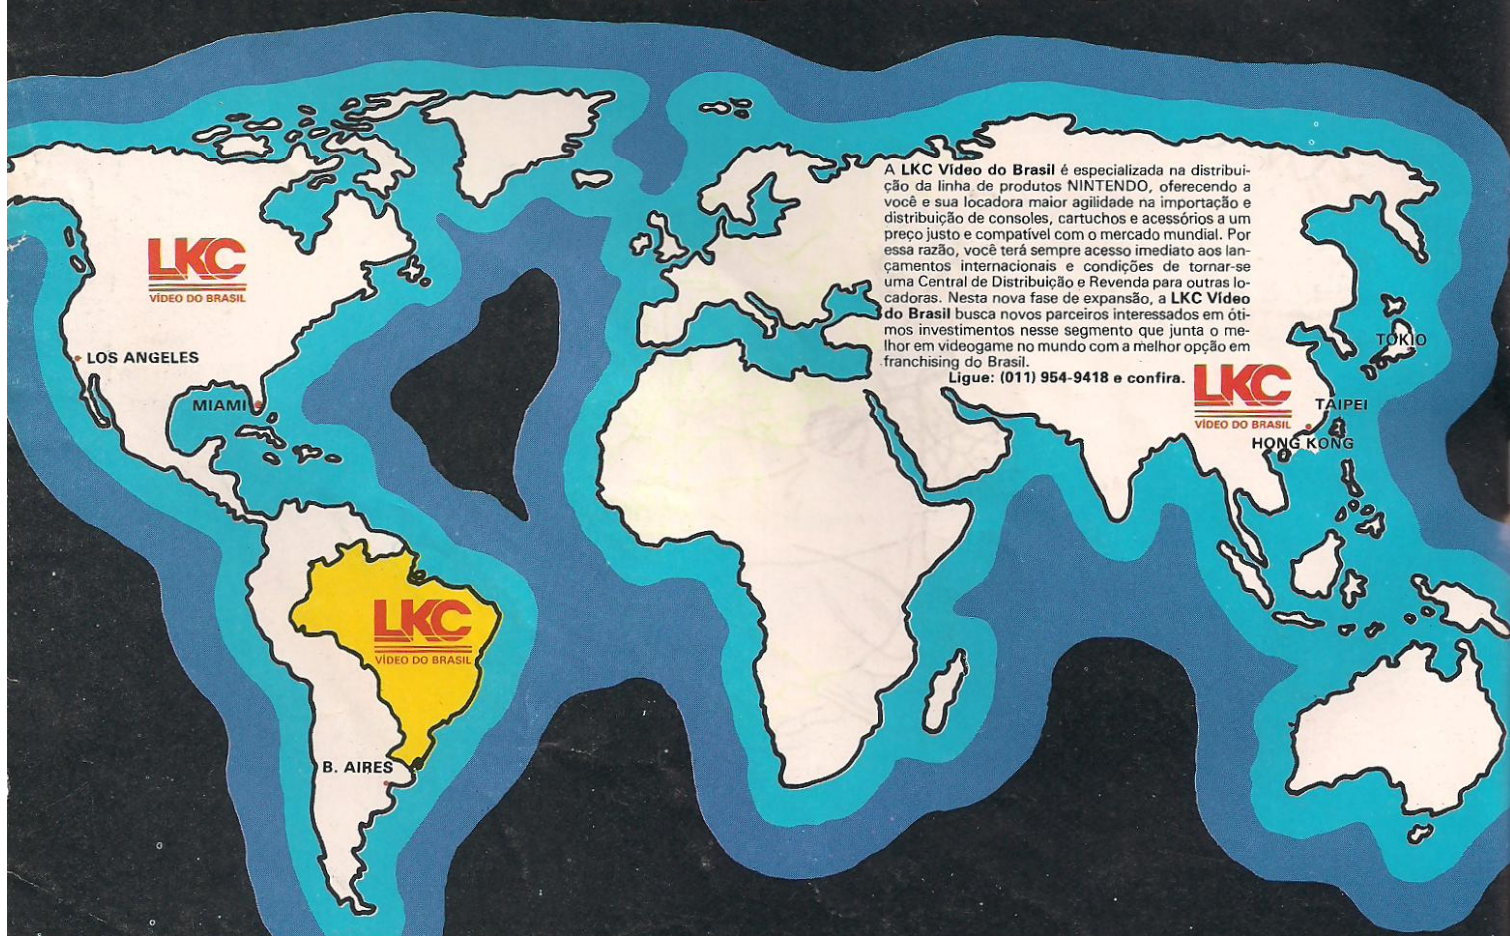 A LKC Vídeo do Brasil é especializada na distribui-
ção da linha de produtos NINTENDO, oferecendo a
você e sua locadora maior agilidade na importação e
distribuição de consoles, cartuchos e acessórios a um
preço justo e compatível com o mercado mundial. Por
essa razão, você terá sempre acesso imediato aos lan-
çamentos internacionais e condições de tornar-se
uma Central de Distribuição e Revenda para outras lo-
cadoras. Nesta nova fase de expansão, a LKC Vídeo
do Brasil busca novos parceiros interessados em óti-
mos investimentos nesse segmento que junta o me-
lhor em videogame no mundo com a melhor opção em
franchising do Brasil.
Ligue: (011) 954-9418 e confira.
LKC
VÍDEO DO BRASIL
LOS ANGELES
MIAMI
LKC
VÍDEO DO BRASIL
B. AIRES
TOKIO
LKC
VÍDEO DO BRASIL
TAIPEI
HONG KONG